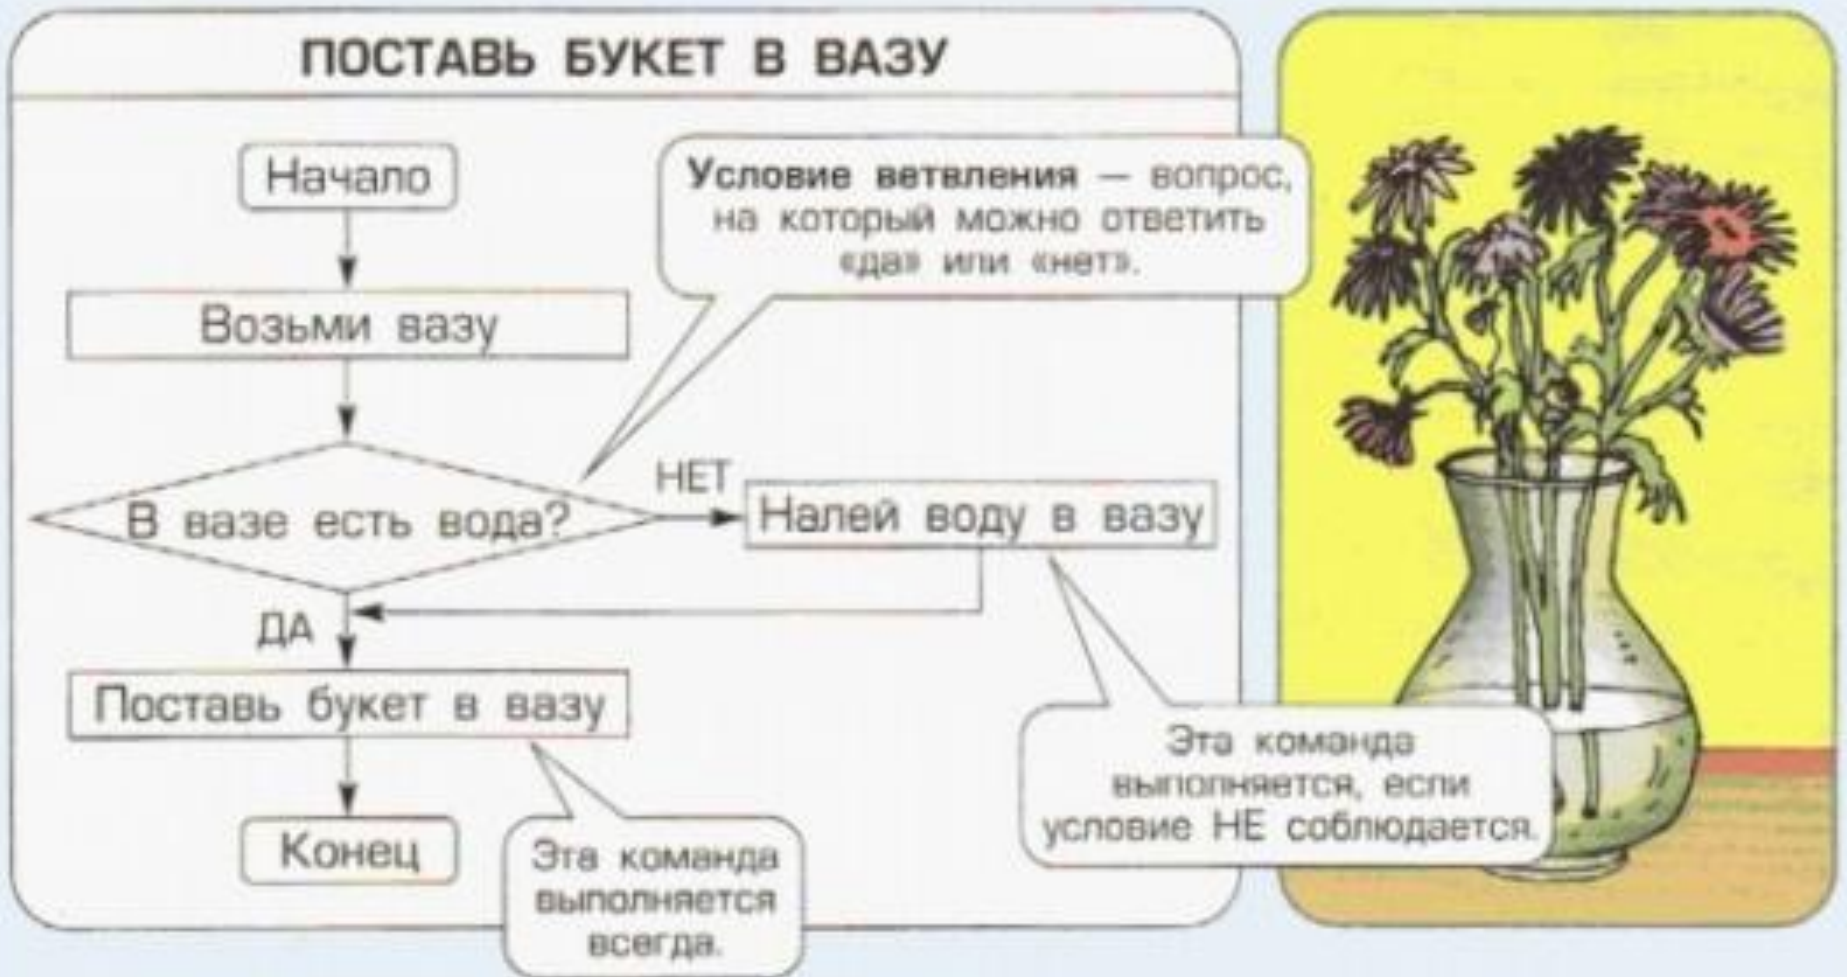 ПОСТАВЬ БУКЕТ В ВАЗУ
Начало
Условие ветвления — вопрос,
на который можно ответить
«да» или «нет».
Возьми вазу
В вазе есть вода?
НЕТ
Налей воду в вазу
ДА
Поставь букет в вазу
Эта команда
выполняется, если
условие НЕ соблюдается.
Конец
Эта команда
выполняется
всегда.